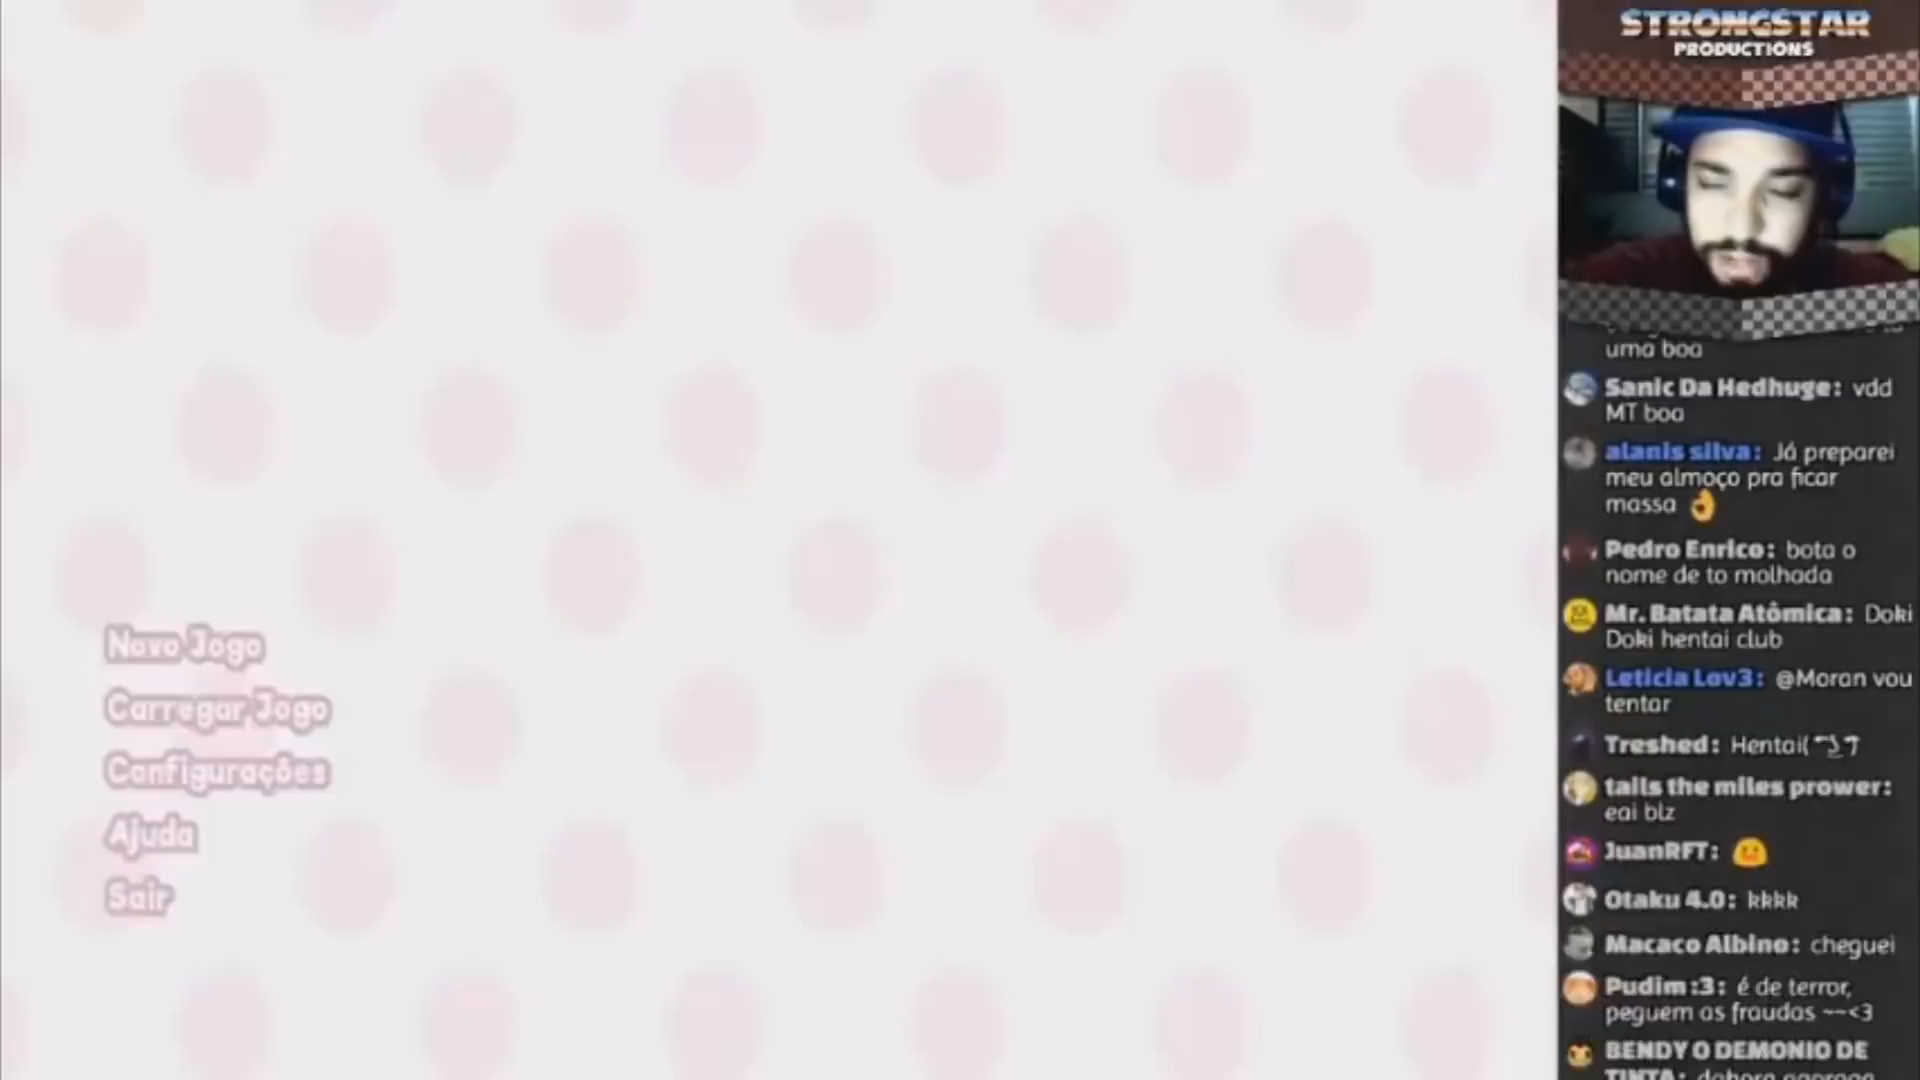 STRONGSTAR
PRODUCTIONS
Novo Jogo
Carregar Jogo
Configurações
Ajuda
Sair
uma boa
Sanic Da Hedhuge: vdd
MT boa
alanis silva: Já preparei
meu almoço pra ficar
massa 👌
Pedro Enrico: bota o
nome de to molhada
Mr. Batata Atômica: Doki
Doki hentai club
Leticia Lov3: @Moran vou
tentar
Treshed: Hentai(
tails the miles prower:
eai blz
JuanRFT:
Otaku 4.0: kkkk
Macaco Albino: cheguei
Pudim :3: é de terror,
peguem as fraudas ~~<3
BENDY O DEMONIO DE
TINTA: